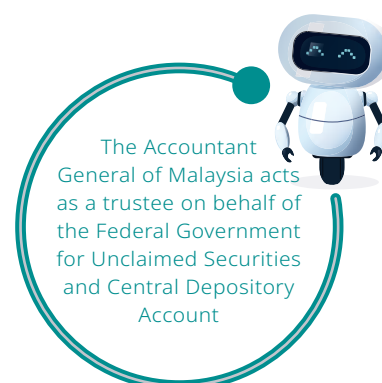 The Accountant
General of Malaysia acts
as a trustee on behalf of
the Federal Government
for Unclaimed Securities
and Central Depository
Account